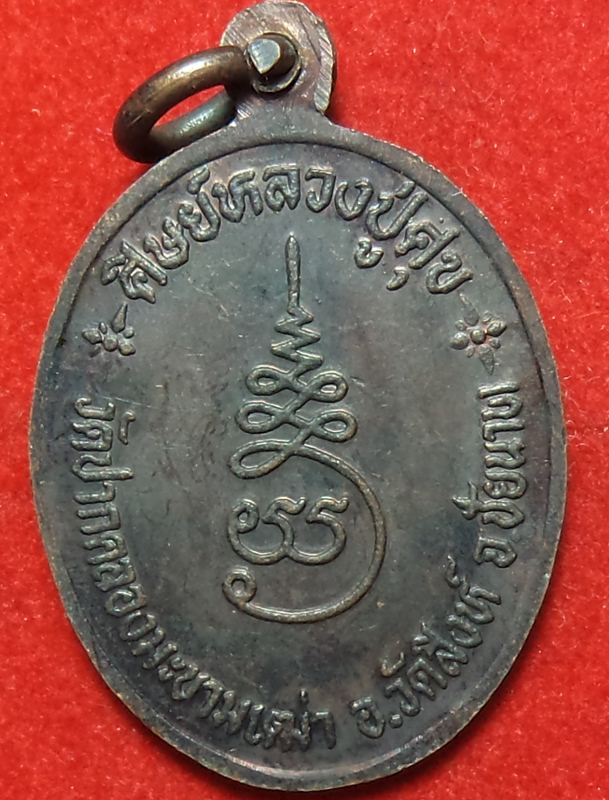 ศิษย์หลวงปู่ศุข
วัดปากคลองมะขามเฒ่า อ.วัดสิงห์ จ ชัยนาท